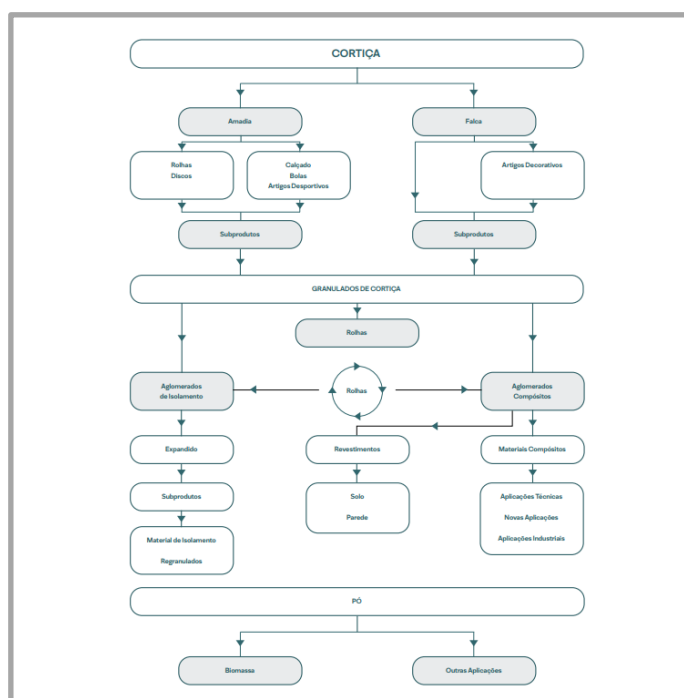 CORTIÇA
Amadia
Falca
Rolhas
Discos
Calçado
Bolas
Artigos Desportivos
Artigos Decorativos
Subprodutos
Subprodutos
GRANULADOS DE CORTIÇA
Rolhas
Aglomerados
de Isolamento
Rolhas
Aglomerados
Compósitos
Expandido
Revestimentos
Materiais Compósitos
Subprodutos
Solo
Parede
Aplicações Técnicas
Novas Aplicações
Aplicações Industriais
Material de Isolamento
Regranulados
PÓ
Biomassa
Outras Aplicações